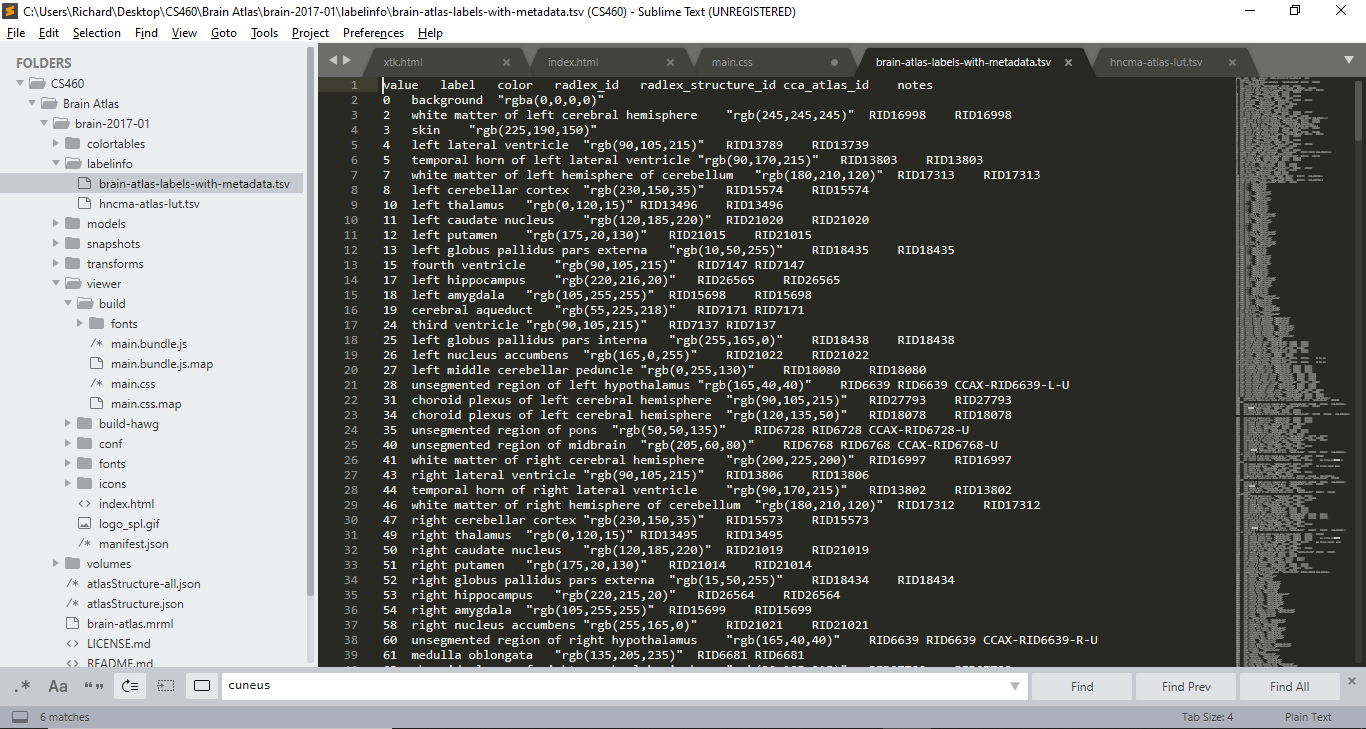 C:\Users\Richard\Desktop\CS460\Brain Atlas\brain-2017-01\labelinfo\brain-atlas-labels-with-metadata.tsv (CS460) - Sublime Text (UNREGISTERED)
File Edit Selection Find View Goto Tools Project Preferences Help
FOLDERS
CS460
Brain Atlas
brain-2017-01
colortables
labelinfo
brain-atlas-labels-with-metadata.tsv
hncma-atlas-lut.tsv
models
snapshots
transforms
viewer
build
fonts
/* main.bundle.js
main.bundle.js.map
/* main.css
main.css.map
build-hawg
conf
fonts
icons
<> index.html
logo_spl.gif
/* manifest.json
volumes
/* atlasStructure-all.json
/* atlasStructure.json
brain-atlas.mrml
<> LICENSE.md
<> README.md
xtk.html index.html main.css brain-atlas-labels-with-metadata.tsv hncma-atlas-lut.tsv
1 value label color radlex_id radlex_structure_id cca_atlas_id notes
2 0 background "rgba(0,0,0,0)"
3 2 white matter of left cerebral hemisphere "rgb(245,245,245)" RID16998 RID16998
4 3 skin "rgb(225,190,150)"
5 4 left lateral ventricle "rgb(90,105,215)" RID13789 RID13739
6 5 temporal horn of left lateral ventricle "rgb(90,170,215)" RID13803 RID13803
7 7 white matter of left hemisphere of cerebellum "rgb(180,210,120)" RID17313 RID17313
8 8 left cerebellar cortex "rgb(230,150,35)" RID15574 RID15574
9 10 left thalamus "rgb(0,120,15)" RID13496 RID13496
10 11 left caudate nucleus "rgb(120,185,220)" RID21020 RID21020
11 12 left putamen "rgb(175,20,130)" RID21015 RID21015
12 13 left globus pallidus pars externa "rgb(10,50,255)" RID18435 RID18435
13 15 fourth ventricle "rgb(90,105,215)" RID7147 RID7147
14 17 left hippocampus "rgb(220,216,20)" RID26565 RID26565
15 18 left amygdala "rgb(105,255,255)" RID15698 RID15698
16 19 cerebral aqueduct "rgb(55,225,218)" RID7171 RID7171
17 24 third ventricle "rgb(90,105,215)" RID7137 RID7137
18 25 left globus pallidus pars interna "rgb(255,165,0)" RID18438 RID18438
19 26 left nucleus accumbens "rgb(165,0,255)" RID21022 RID21022
20 27 left middle cerebellar peduncle "rgb(0,255,130)" RID18080 RID18080
21 28 unsegmented region of left hypothalamus "rgb(165,40,40)" RID6639 RID6639 CCAX-RID6639-L-U
22 31 choroid plexus of left cerebral hemisphere "rgb(90,105,215)" RID27793 RID27793
23 34 choroid plexus of left cerebral hemisphere "rgb(120,135,50)" RID18078 RID18078
24 35 unsegmented region of pons "rgb(50,50,135)" RID6728 RID6728 CCAX-RID6728-U
25 40 unsegmented region of midbrain "rgb(205,60,80)" RID6768 RID6768 CCAX-RID6768-U
26 41 white matter of right cerebral hemisphere "rgb(200,225,200)" RID16997 RID16997
27 43 right lateral ventricle "rgb(90,105,215)" RID13806 RID13806
28 44 temporal horn of right lateral ventricle "rgb(90,170,215)" RID13802 RID13802
29 46 white matter of right hemisphere of cerebellum "rgb(180,210,120)" RID17312 RID17312
30 47 right cerebellar cortex "rgb(230,150,35)" RID15573 RID15573
31 49 right thalamus "rgb(0,120,15)" RID13495 RID13495
32 50 right caudate nucleus "rgb(120,185,220)" RID21019 RID21019
33 51 right putamen "rgb(175,20,130)" RID21014 RID21014
34 52 right globus pallidus pars externa "rgb(15,50,255)" RID18434 RID18434
35 53 right hippocampus "rgb(220,215,20)" RID26564 RID26564
36 54 right amygdala "rgb(105,255,255)" RID15699 RID15699
37 58 right nucleus accumbens "rgb(255,165,0)" RID21021 RID21021
38 60 unsegmented region of right hypothalamus "rgb(165,40,40)" RID6639 RID6639 CCAX-RID6639-R-U
39 61 medulla oblongata "rgb(135,205,235)" RID6681 RID6681
.* Aa “” cuneus Find Find Prev Find All
6 matches Tab Size: 4 Plain Text